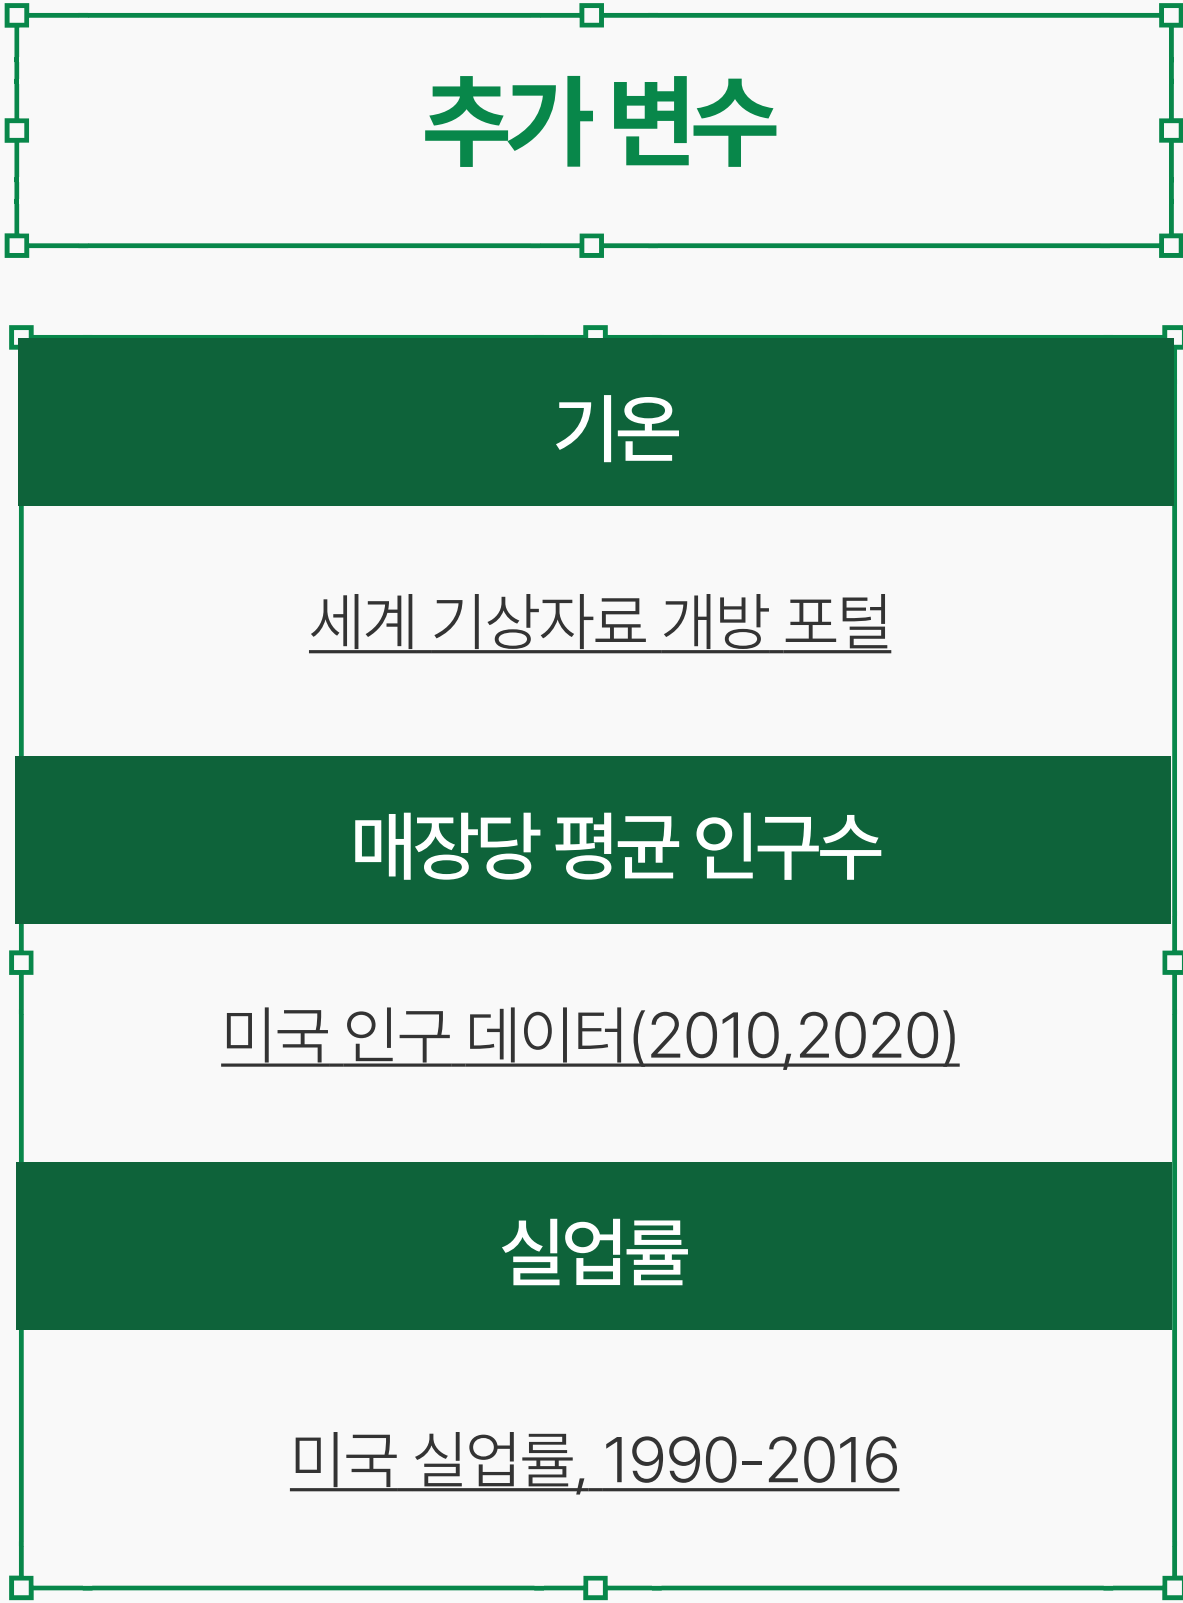 추가 변수
기온
세계 기상자료 개방 포털
매장당 평균 인구수
미국 인구 데이터(2010,2020)
실업률
미국 실업률, 1990-2016